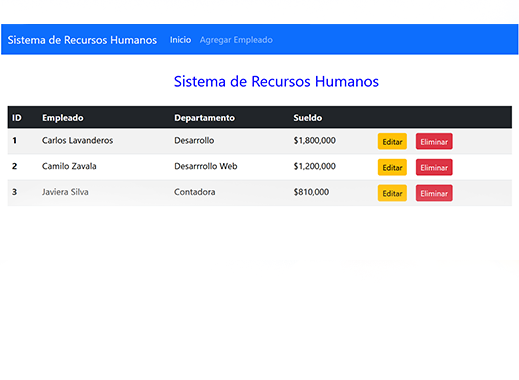 Sistema de Recursos Humanos Inicio Agregar Empleado
Sistema de Recursos Humanos
ID Empleado Departamento Sueldo
1 Carlos Lavanderos Desarrollo $1,800,000 Editar Eliminar
2 Camilo Zavala Desarrrollo Web $1,200,000 Editar Eliminar
3 Javiera Silva Contadora $810,000 Editar Eliminar